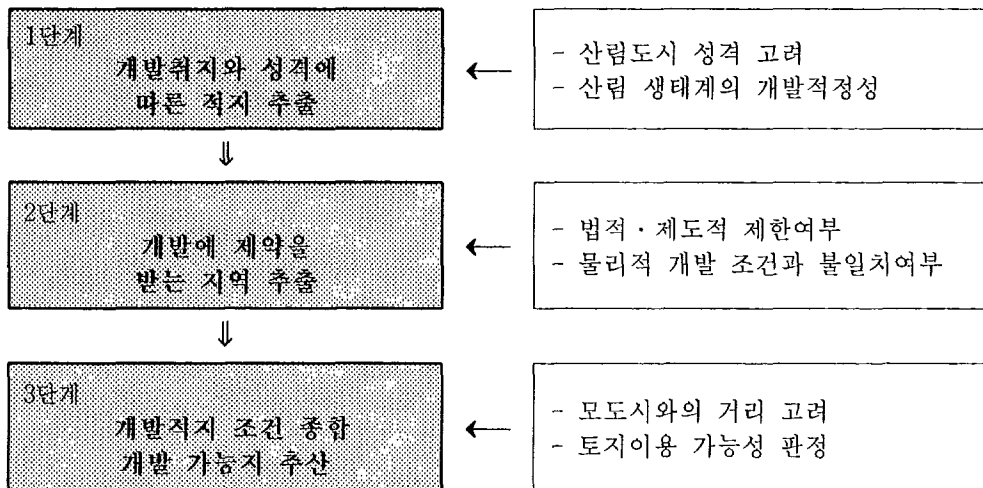 1단계
개발취지와 성격에
따른 적지 추출
←
- 산림도시 성격 고려
- 산림 생태계의 개발적정성
⇓
2단계
개발에 제약을
받는 지역 추출
←
- 법적 · 제도적 제한여부
- 물리적 개발 조건과 불일치여부
⇓
3단계
개발적지 조건 종합
개발 가능지 추산
←
- 모도시와의 거리 고려
- 토지이용 가능성 판정